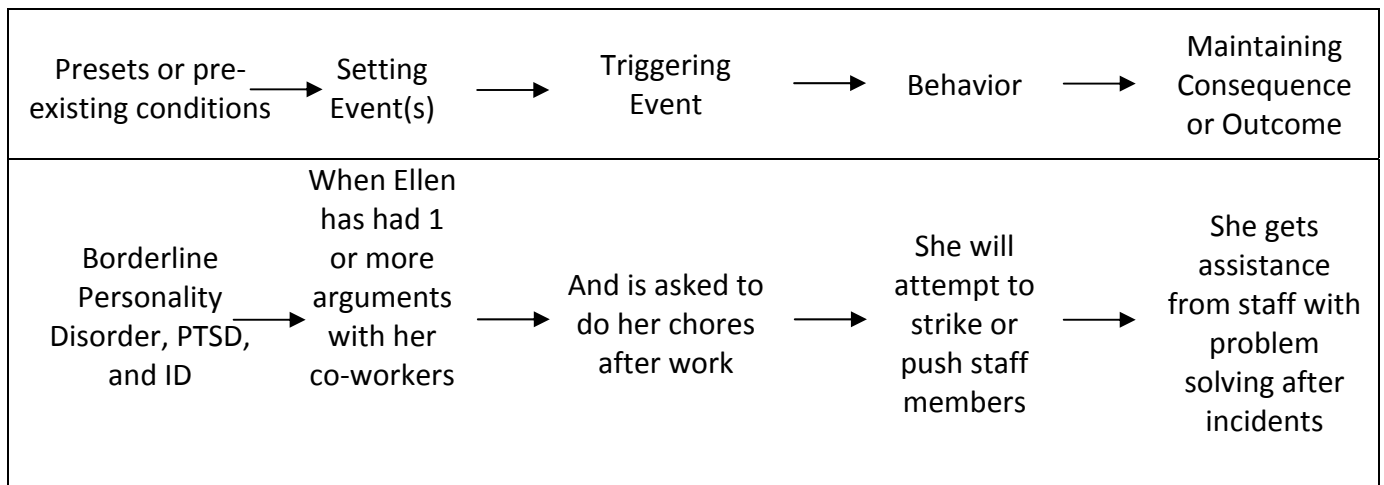 Presets or pre-
existing conditions
Setting
Event(s)
Triggering
Event
Behavior
Maintaining
Consequence
or Outcome
Borderline
Personality
Disorder, PTSD,
and ID
When Ellen
has had 1
or more
arguments
with her
co-workers
And is asked to
do her chores
after work
She will
attempt to
strike or
push staff
members
She gets
assistance
from staff with
problem
solving after
incidents